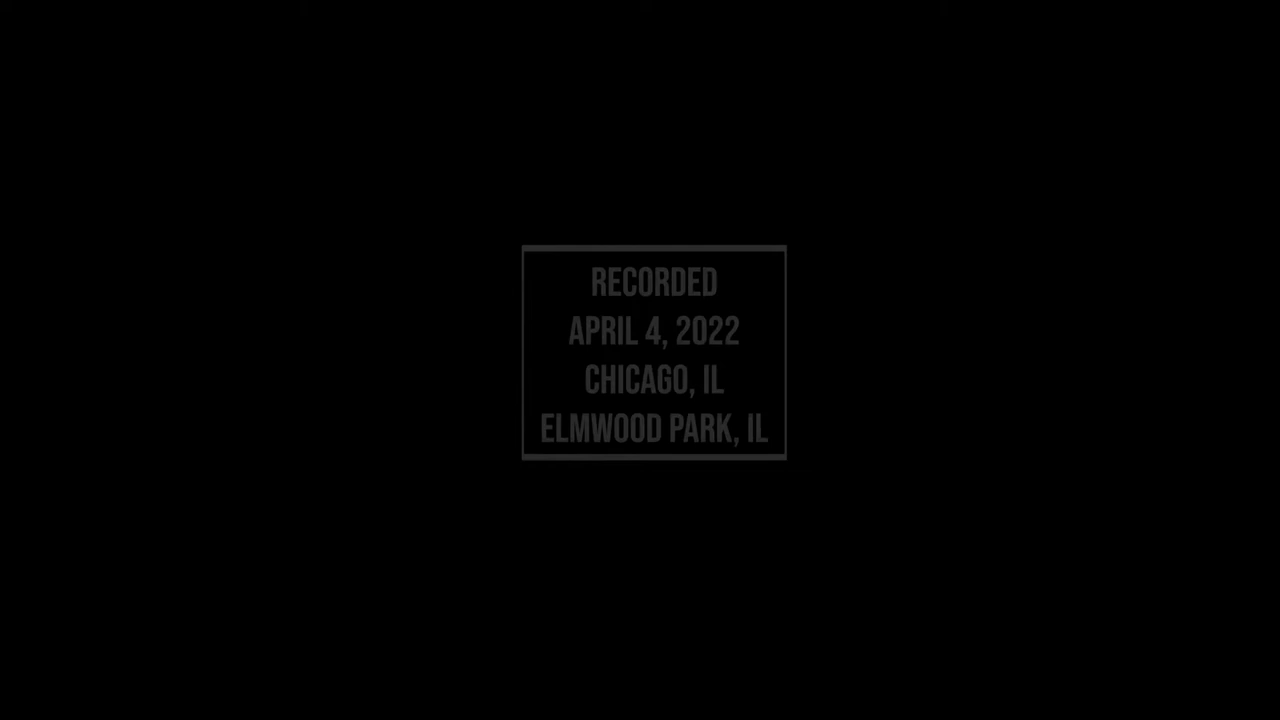 RECORDED
APRIL 4, 2022
CHICAGO, IL
ELMWOOD PARK, IL